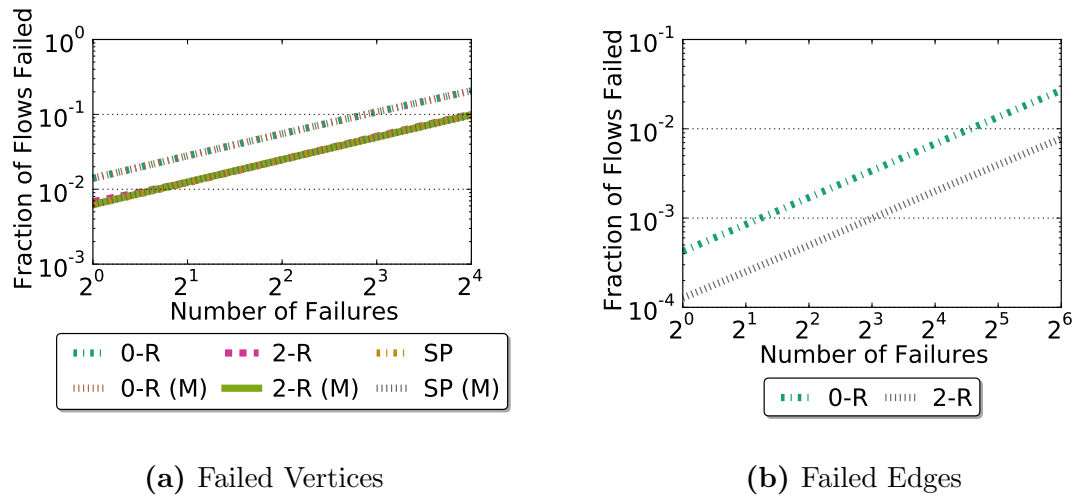 Fraction of Flows Failed
10^0
10^-1
10^-2
10^-3
2^0 2^1 2^2 2^3 2^4
Number of Failures
0-R 2-R SP
0-R (M) 2-R (M) SP (M)
(a) Failed Vertices
Fraction of Flows Failed
10^-1
10^-2
10^-3
10^-4
2^0 2^1 2^2 2^3 2^4 2^5 2^6
Number of Failures
0-R 2-R
(b) Failed Edges